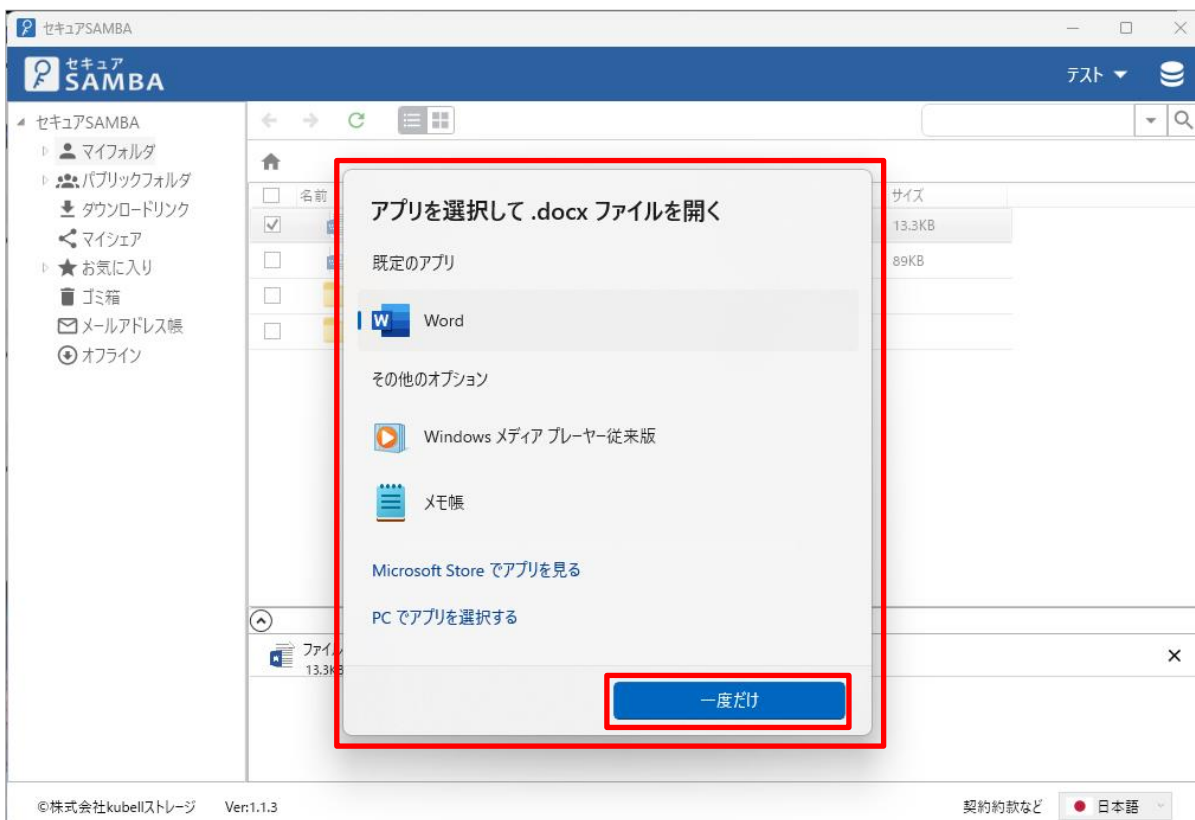 セキュアSAMBA
セキュア
SAMBA
テスト
セキュアSAMBA
マイフォルダ
パブリックフォルダ
ダウンロードリンク
マイシェア
お気に入り
ゴミ箱
メールアドレス帳
オフライン
名前
サイズ
13.3KB
89KB
アプリを選択して .docx ファイルを開く
既定のアプリ
Word
その他のオプション
Windows メディア プレーヤー従来版
メモ帳
Microsoft Store でアプリを見る
PC でアプリを選択する
一度だけ
ファイル
13.3KB
©株式会社kubellストレージ Ver:1.1.3
契約約款など
日本語